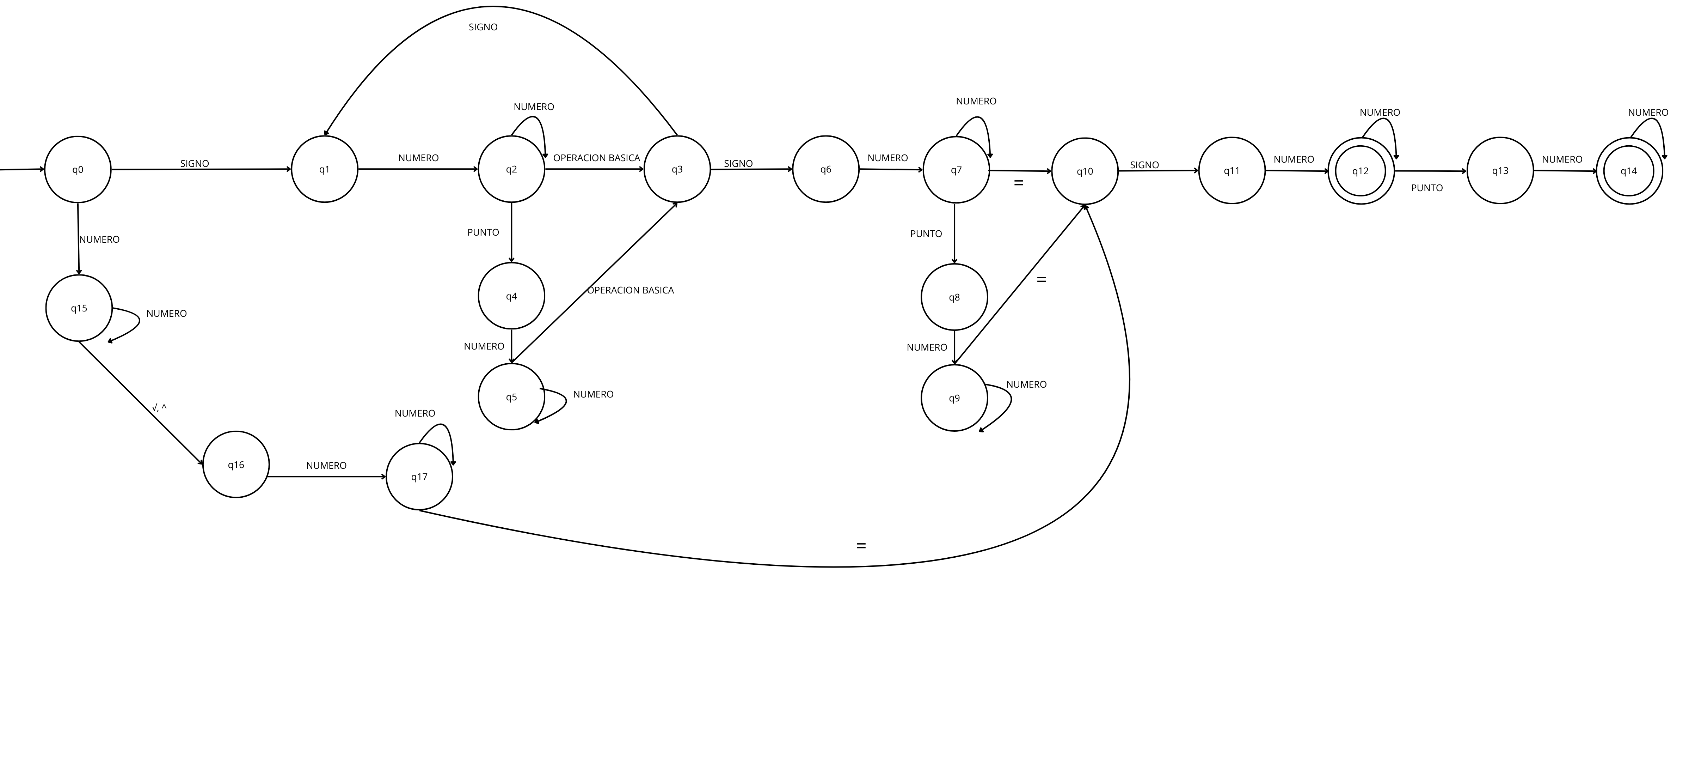 SIGNO
NUMERO
NUMERO
NUMERO
NUMERO
SIGNO
NUMERO
OPERACION BASICA
SIGNO
NUMERO
SIGNO
NUMERO
NUMERO
q0
q1
q2
q3
q6
q7
=
q10
q11
q12
PUNTO
q13
q14
NUMERO
PUNTO
PUNTO
q4
OPERACION BASICA
q8
=
q15
NUMERO
NUMERO
NUMERO
q5
NUMERO
q9
NUMERO
√, ^
NUMERO
q16
NUMERO
q17
=